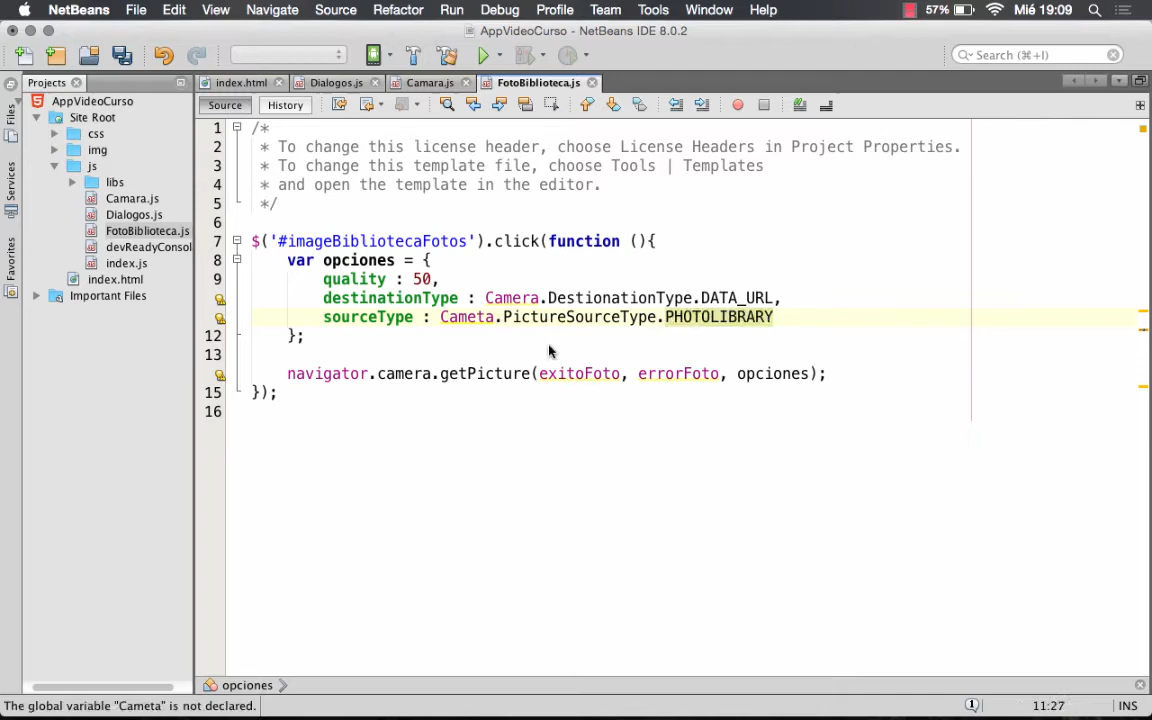 NetBeans File Edit View Navigate Source Refactor Run Debug Profile Team Tools Window Help 57% Mié 19:09
AppVideoCurso - NetBeans IDE 8.0.2
Search (⌘+I)
Projects
index.html Dialogos.js Camara.js FotoBiblioteca.js
Source History
Files
Services
Favorites
AppVideoCurso
Site Root
css
img
js
libs
Camara.js
Dialogos.js
FotoBiblioteca.js
devReadyConsol
index.js
index.html
Important Files
1 /*
2 * To change this license header, choose License Headers in Project Properties.
3 * To change this template file, choose Tools | Templates
4 * and open the template in the editor.
5 */
6
7 $('#imageBibliotecaFotos').click(function (){
8 var opciones = {
9 quality : 50,
destinationType : Camera.DestionationType.DATA_URL,
sourceType : Cameta.PictureSourceType.PHOTOLIBRARY
12 };
13
navigator.camera.getPicture(exitoFoto, errorFoto, opciones);
15 });
16
opciones
The global variable "Cameta" is not declared. 1 11:27 INS